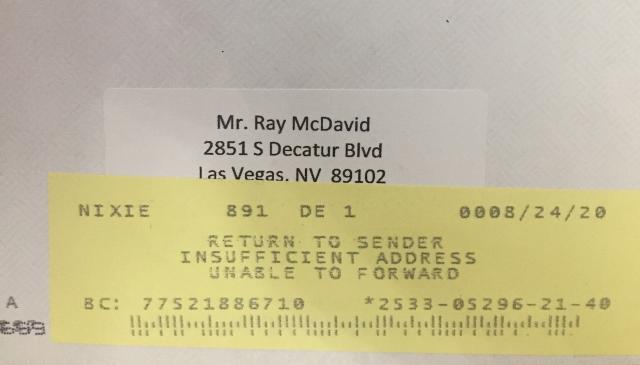 Mr. Ray McDavid
2851 S Decatur Blvd
Las Vegas, NV 89102
NIXIE 891 DE 1 0008/24/20
RETURN TO SENDER
INSUFFICIENT ADDRESS
UNABLE TO FORWARD
A BC: 77521886710 *2533-05296-21-40